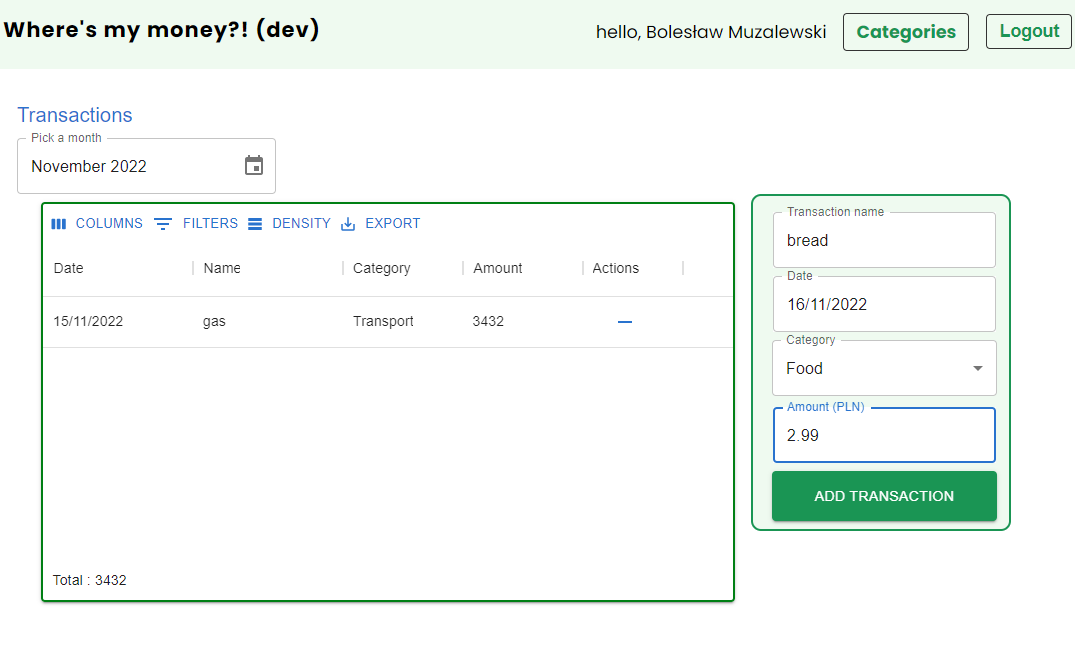 Where's my money?! (dev)
hello, Bolesław Muzalewski
Categories
Logout
Transactions
Pick a month
November 2022
COLUMNS FILTERS DENSITY EXPORT
Date Name Category Amount Actions
15/11/2022 gas Transport 3432
Total : 3432
Transaction name
bread
Date
16/11/2022
Category
Food
Amount (PLN)
2.99
ADD TRANSACTION